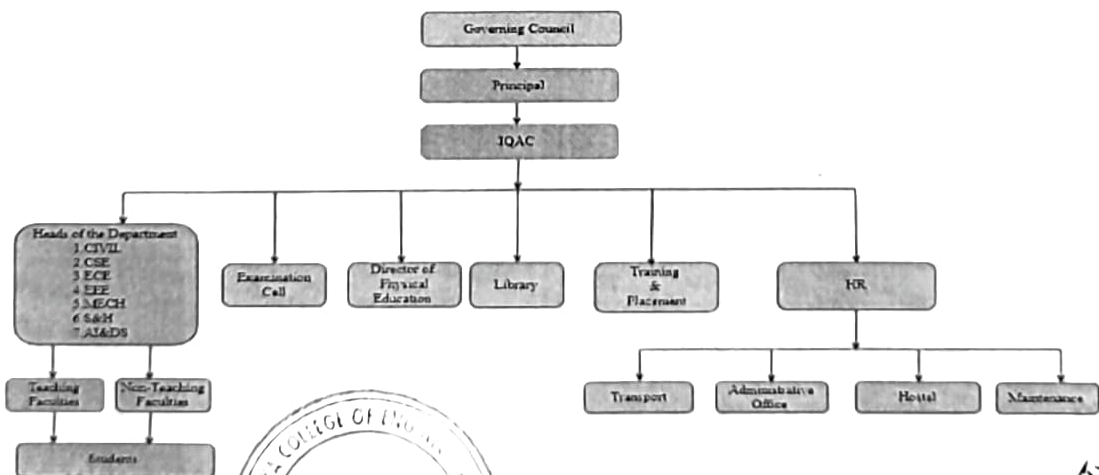 Governing Council
Principal
IQAC
Heads of the Department
1.CIVIL
2.CSE
3.ECE
4.EEE
5.MECH
6.S&H
7.AI&DS
Examination
Cell
Director of
Physical
Education
Library
Training
&
Placement
HR
Teaching
Faculties
Non-Teaching
Faculties
Students
Transport
Administrative
Office
Hostel
Maintenance
COLLEGE OF